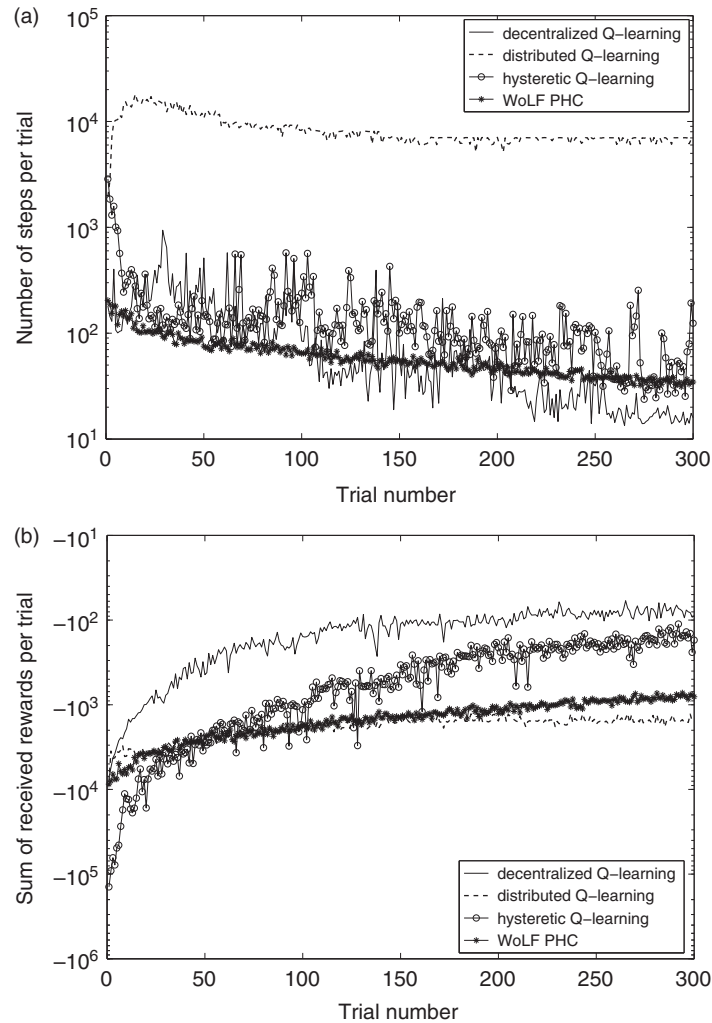 (a)
10^5
10^4
10^3
10^2
10^1
Number of steps per trial
decentralized Q−learning
distributed Q−learning
hysteretic Q−learning
WoLF PHC
0 50 100 150 200 250 300
Trial number
(b)
−10^1
−10^2
−10^3
−10^4
−10^5
−10^6
Sum of received rewards per trial
decentralized Q−learning
distributed Q−learning
hysteretic Q−learning
WoLF PHC
0 50 100 150 200 250 300
Trial number